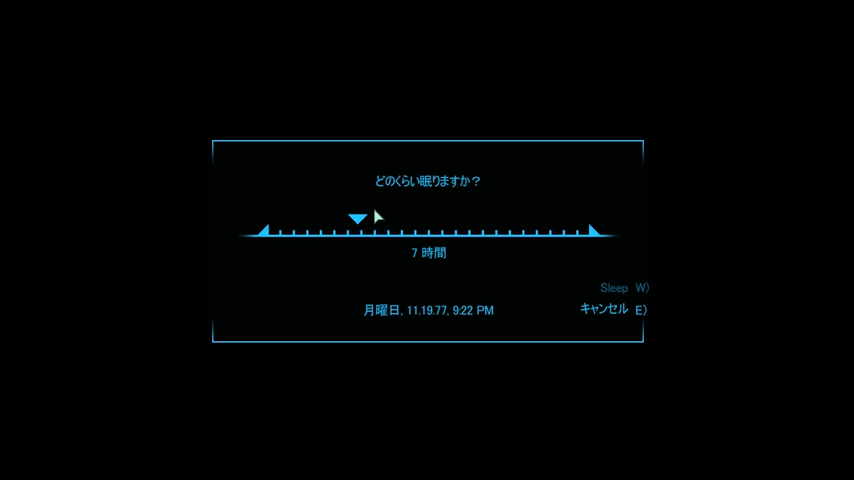 どのくらい眠りますか？
7 時間
Sleep W)
月曜日, 11.19.77, 9:22 PM
キャンセル E)